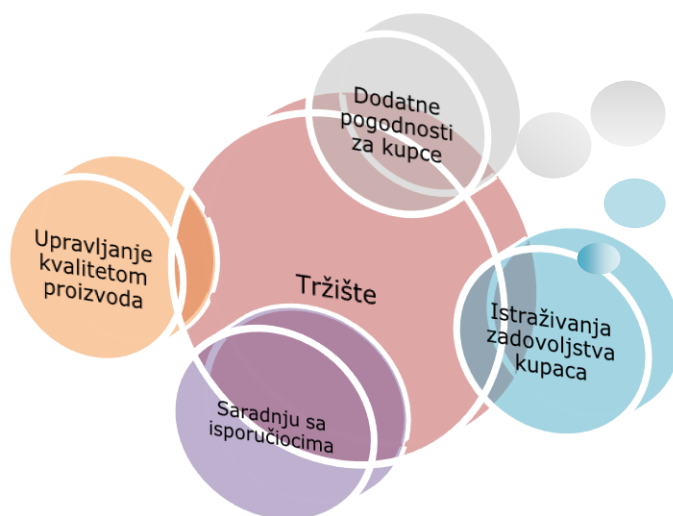 Dodatne
pogodnosti
za kupce
Upravljanje
kvalitetom
proizvoda
Tržište
Istraživanja
zadovoljstva
kupaca
Saradnju sa
isporučiocima